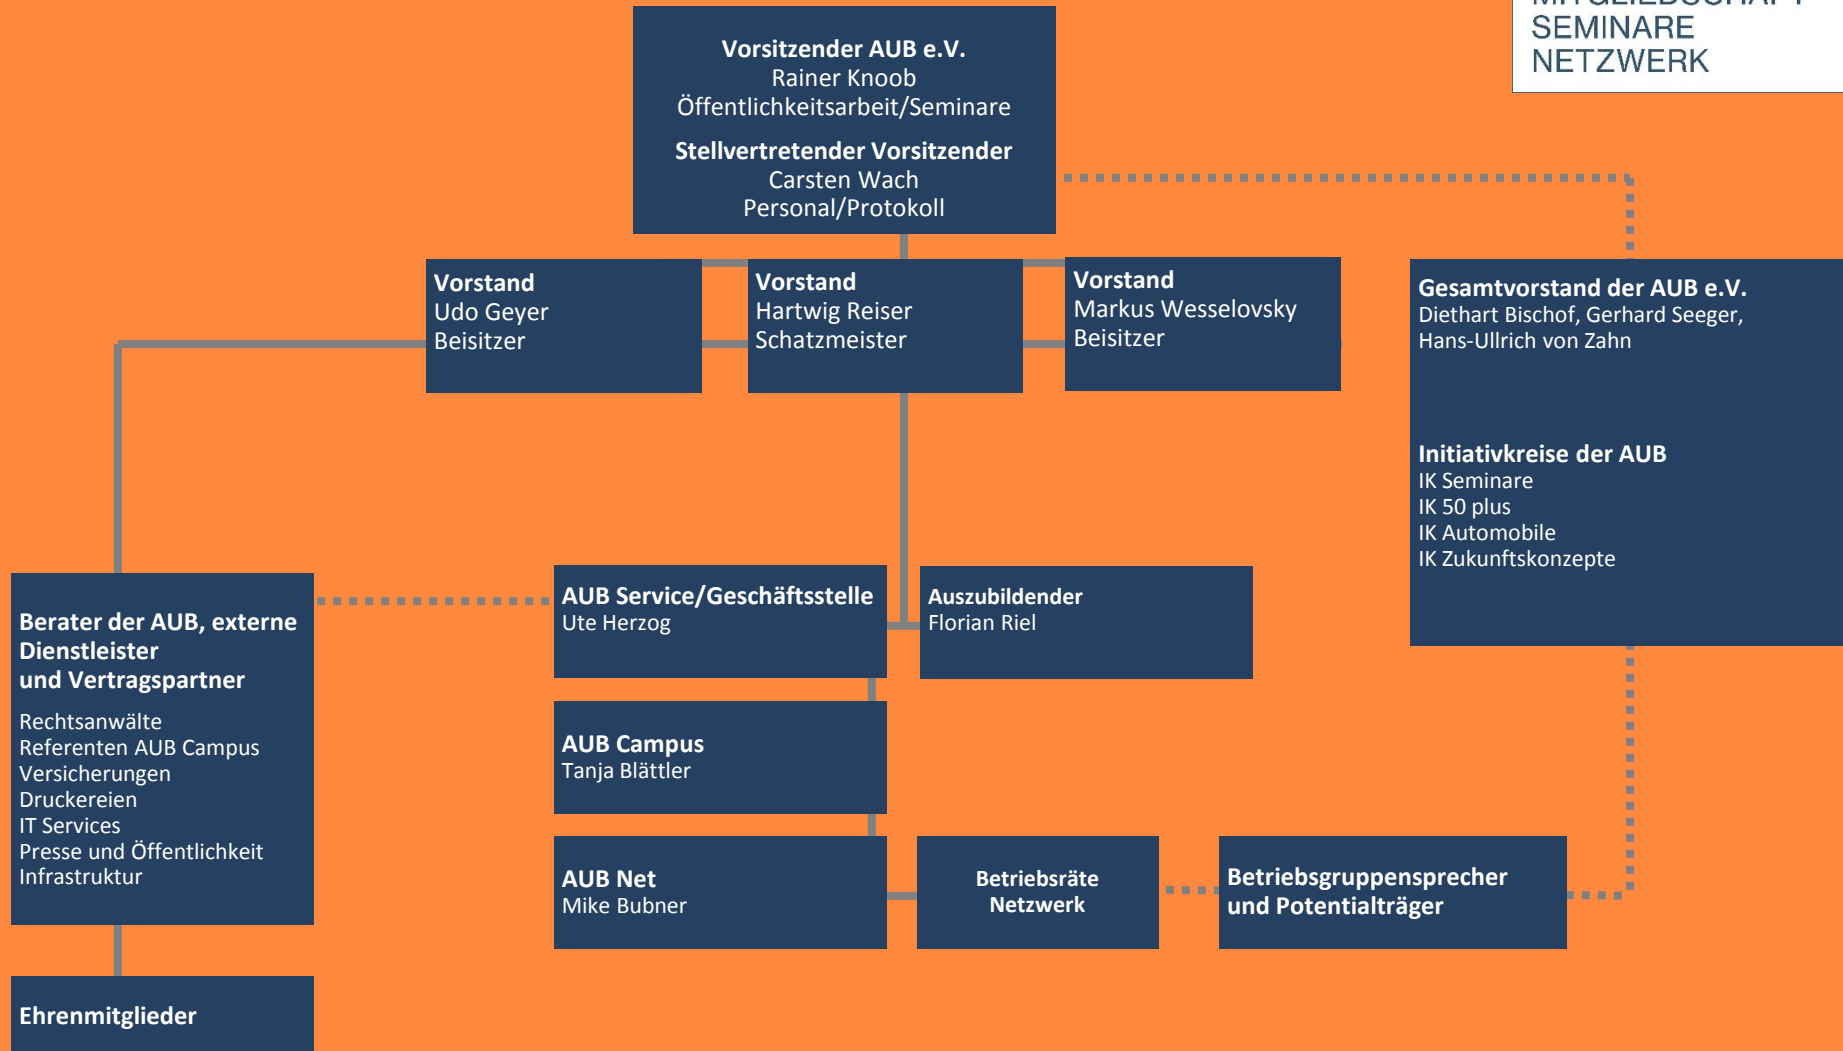 MITGLIEDSCHAFT
SEMINARE
NETZWERK
Vorsitzender AUB e.V.
Rainer Knoob
Öffentlichkeitsarbeit/Seminare
Stellvertretender Vorsitzender
Carsten Wach
Personal/Protokoll
Vorstand
Udo Geyer
Beisitzer
Vorstand
Hartwig Reiser
Schatzmeister
Vorstand
Markus Wesselovsky
Beisitzer
Gesamtvorstand der AUB e.V.
Diethart Bischof, Gerhard Seeger,
Hans-Ullrich von Zahn
Initiativkreise der AUB
IK Seminare
IK 50 plus
IK Automobile
IK Zukunftskonzepte
Berater der AUB, externe
Dienstleister
und Vertragspartner
Rechtsanwälte
Referenten AUB Campus
Versicherungen
Druckereien
IT Services
Presse und Öffentlichkeit
Infrastruktur
AUB Service/Geschäftsstelle
Ute Herzog
Auszubildender
Florian Riel
AUB Campus
Tanja Blättler
AUB Net
Mike Bubner
Betriebsräte
Netzwerk
Betriebsgruppensprecher
und Potentialträger
Ehrenmitglieder